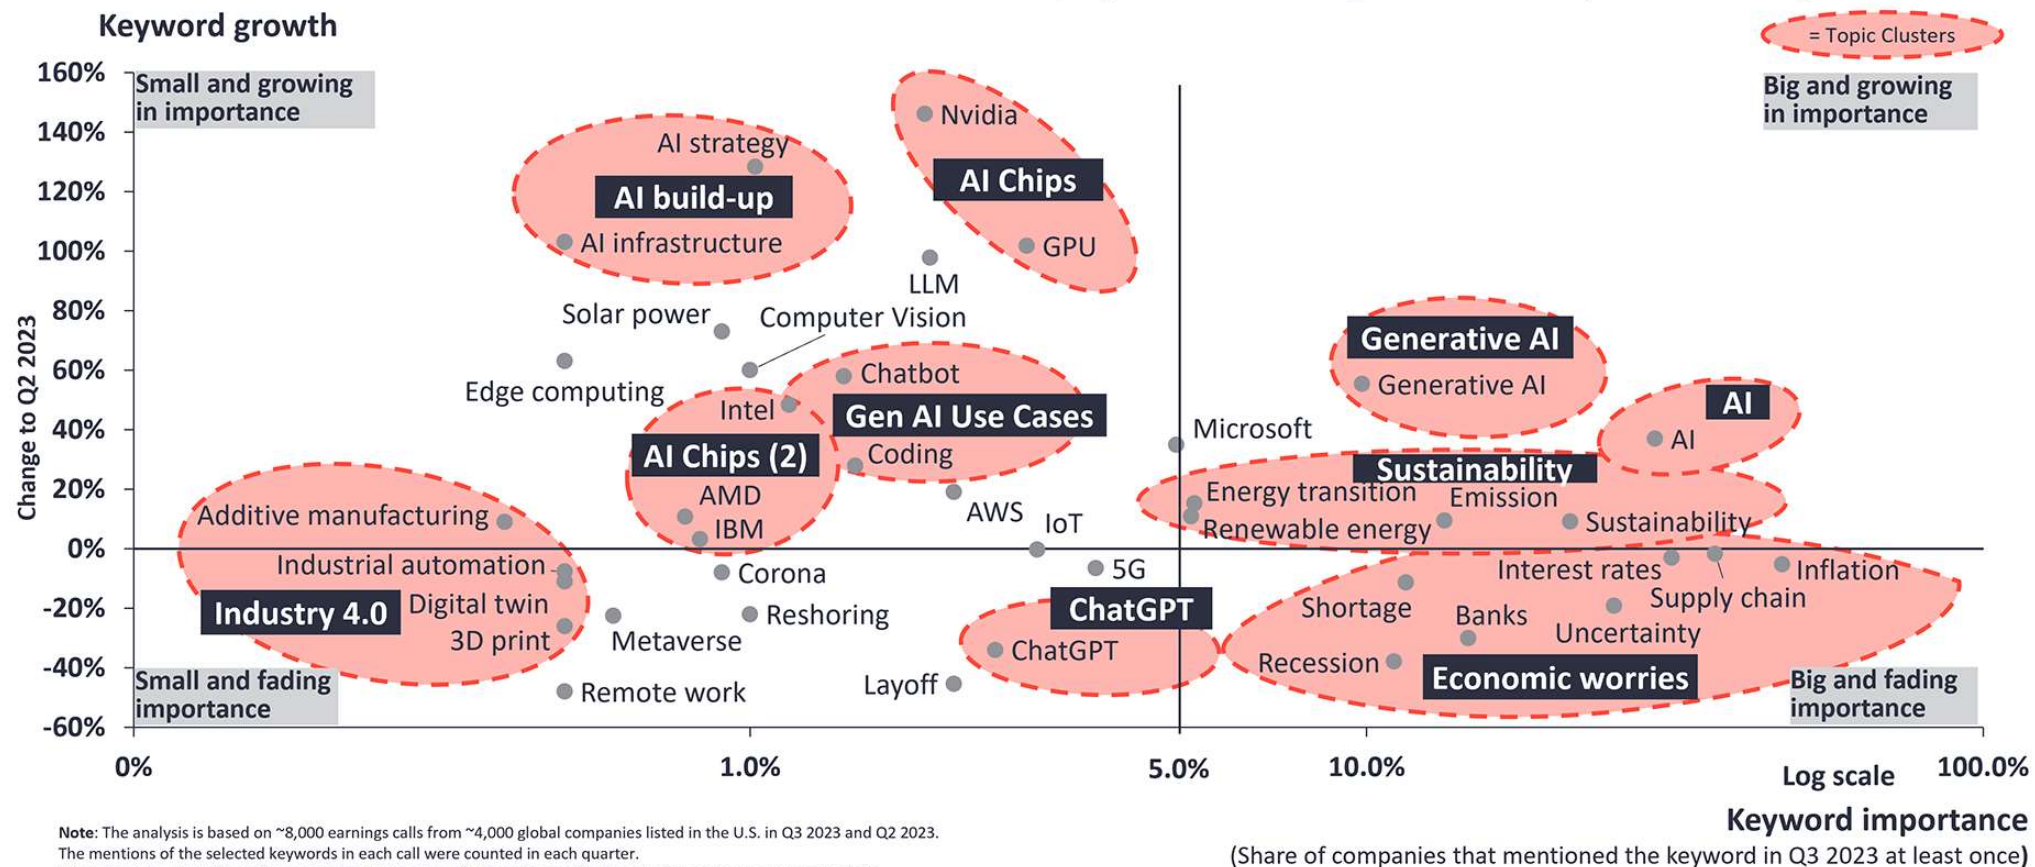 Keyword growth
= Topic Clusters
160%
140%
120%
100%
80%
60%
40%
20%
0%
-20%
-40%
-60%
Change to Q2 2023
Small and growing
in importance
Big and growing
in importance
Nvidia
AI strategy
AI Chips
AI build-up
AI infrastructure
GPU
LLM
Solar power
Computer Vision
Edge computing
Generative AI
Generative AI
Chatbot
Intel
Gen AI Use Cases
AI
AI
Microsoft
AI Chips (2)
Coding
Sustainability
AMD
IBM
AWS
IoT
Energy transition
Emission
Renewable energy
Sustainability
Additive manufacturing
Industrial automation
Industry 4.0
Digital twin
3D print
Corona
5G
Reshoring
Metaverse
ChatGPT
ChatGPT
Interest rates
Inflation
Supply chain
Shortage
Banks
Uncertainty
Recession
Economic worries
Layoff
Remote work
Small and fading
importance
Big and fading
importance
0%
1.0%
5.0%
10.0%
Log scale
100.0%
Keyword importance
(Share of companies that mentioned the keyword in Q3 2023 at least once)
Note: The analysis is based on ~8,000 earnings calls from ~4,000 global companies listed in the U.S. in Q3 2023 and Q2 2023.
The mentions of the selected keywords in each call were counted in each quarter.